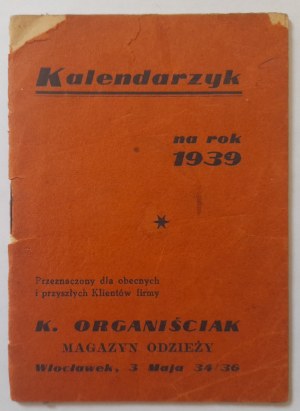 Kalendarzyk
na rok
1939
*
Przeznaczony dla obecnych
i przyszłych Klientów firmy
K. ORGANIŚCIAK
MAGAZYN ODZIEŻY
Włocławek, 3 Maja 34/36